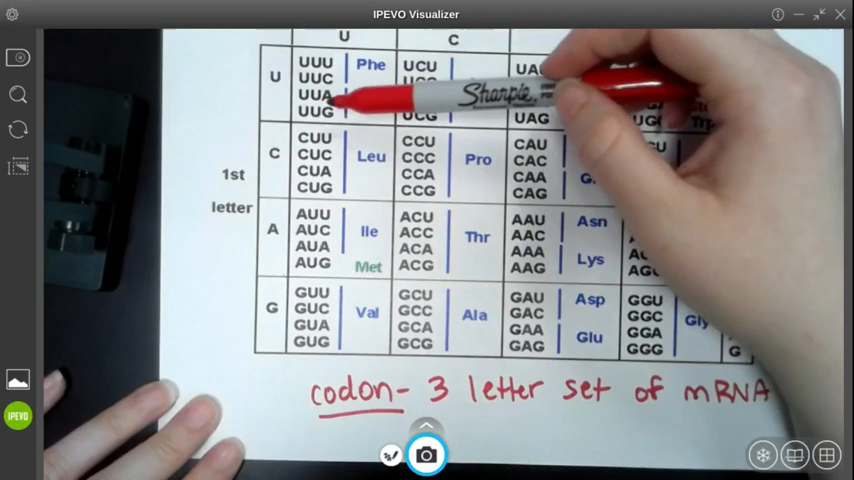 IPEVO Visualizer
U C
UUU Phe UCU UA
U UUC
UUA Sharpie
UUG UCG UAG
CUU CCU CAU
C CUC Leu CCC Pro CAC
1st CUA CCA CAA G
CUG CCG CAG
letter AUU ACU AAU Asn
A AUC Ile ACC Thr AAC
AUA ACA AAA Lys
AUG Met ACG AAG AGG
GUU GCU GAU Asp GGU
G GUC Val GCC Ala GAC GGC Gly
GUA GCA GAA Glu GGA
GUG GCG GAG GGG G
codon- 3 letter set of mRNA
IPEVO